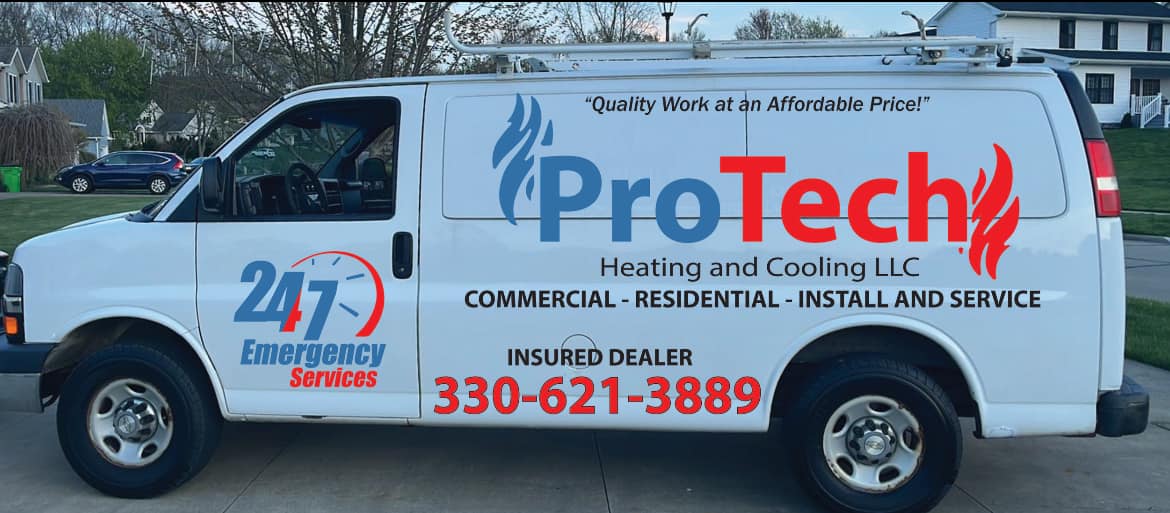 “Quality Work at an Affordable Price!”
ProTech
Heating and Cooling LLC
COMMERCIAL - RESIDENTIAL - INSTALL AND SERVICE
24/7
Emergency
Services
INSURED DEALER
330-621-3889